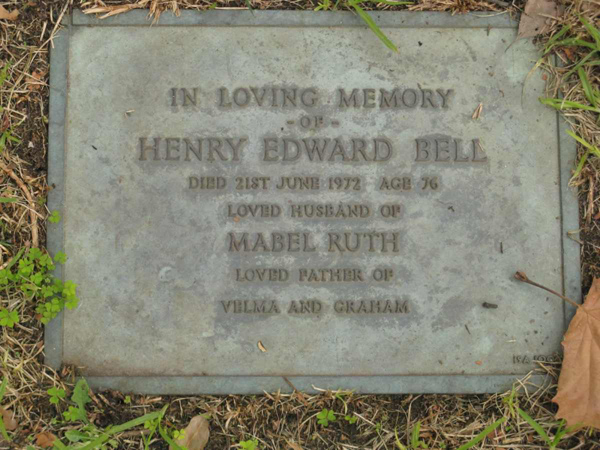 IN LOVING MEMORY
-OF-
HENRY EDWARD BELL
DIED 21ST JUNE 1972 AGE 76
LOVED HUSBAND OF
MABEL RUTH
LOVED FATHER OF
VELMA AND GRAHAM